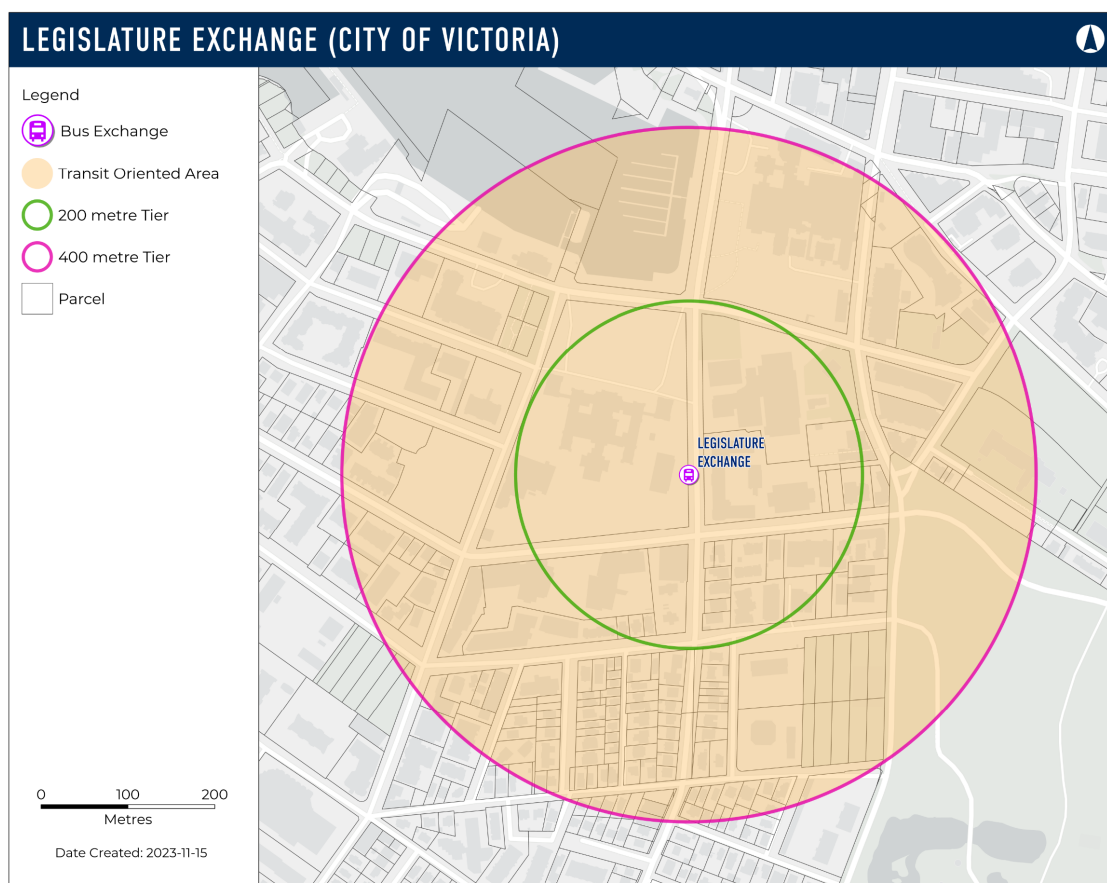 LEGISLATURE EXCHANGE (CITY OF VICTORIA)
Legend
Bus Exchange
Transit Oriented Area
200 metre Tier
400 metre Tier
Parcel
LEGISLATURE
EXCHANGE
0 100 200
Metres
Date Created: 2023-11-15